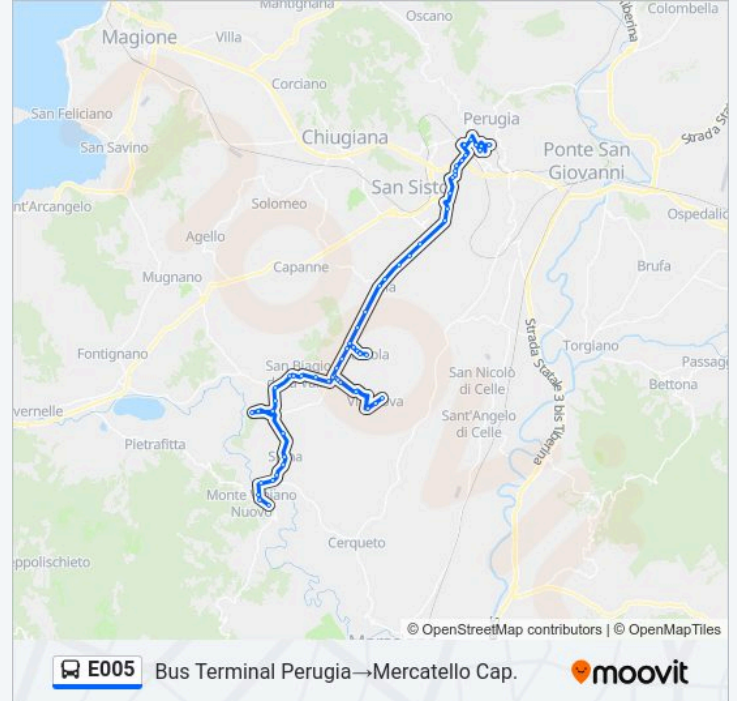 Mantignana
Colombella
Oscano
Magione
Villa
Tiberina
Corciano
San Feliciano
Perugia
Chiugiana
San Savino
Ponte San
Giovanni
San Sisto
nt'Arcangelo
Solomeo
Ospedalic
Agello
Capanne
Brufa
Mugnano
Strada Statale 3 bis Tiberina
Torgiano
Fontignano
San Biagio
Passag
San Nicolò
di Celle
Bettona
vernelle
Sant'Angelo
di Celle
Pietrafitta
Nuovo
Cerqueto
eppolischieto
© OpenStreetMap contributors | © OpenMapTiles
E005 Bus Terminal Perugia→Mercatello Cap. moovit